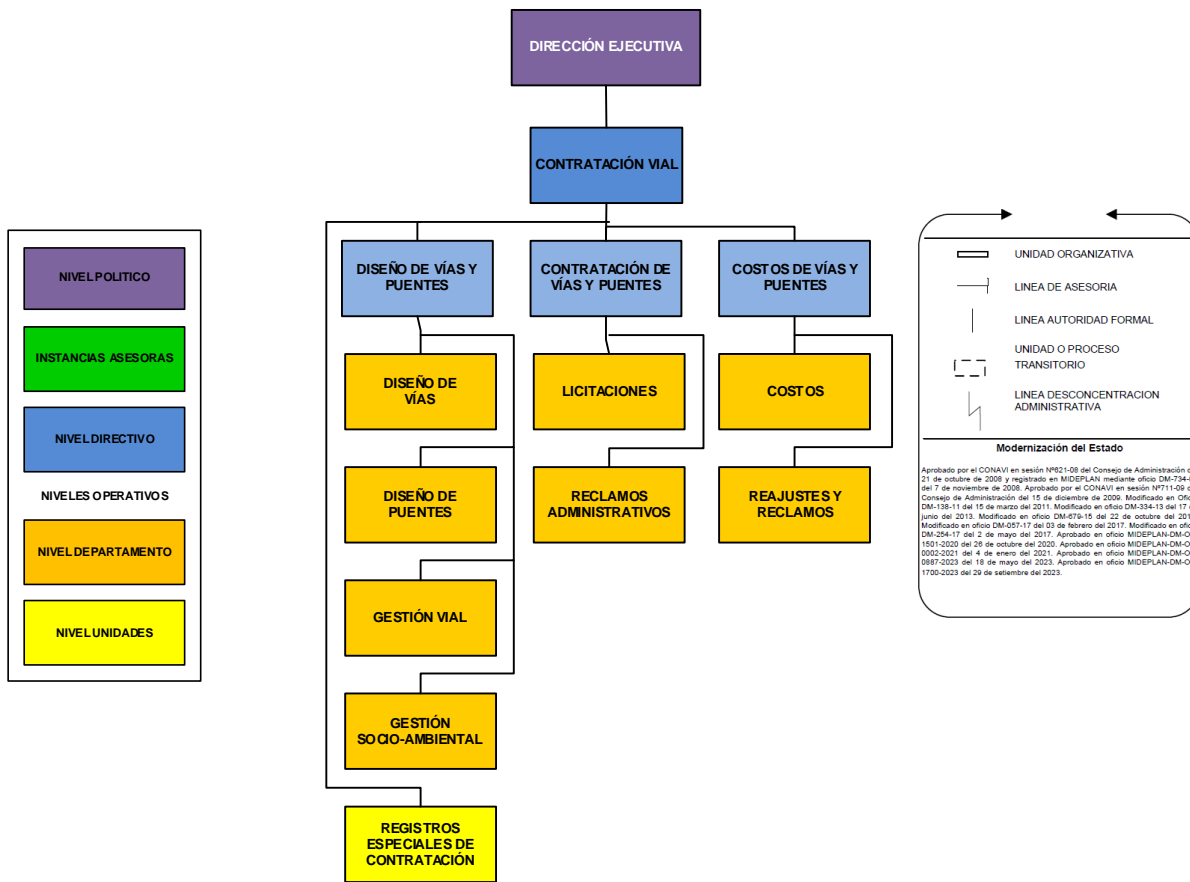 DIRECCIÓN EJECUTIVA
CONTRATACIÓN VIAL
NIVEL POLITICO
INSTANCIAS ASESORAS
NIVEL DIRECTIVO
NIVELES OPERATIVOS
NIVEL DEPARTAMENTO
NIVEL UNIDADES
DISEÑO DE VÍAS Y
PUENTES
CONTRATACIÓN DE
VÍAS Y PUENTES
COSTOS DE VÍAS Y
PUENTES
DISEÑO DE
VÍAS
LICITACIONES
COSTOS
DISEÑO DE
PUENTES
RECLAMOS
ADMINISTRATIVOS
REAJUSTES Y
RECLAMOS
GESTIÓN VIAL
GESTIÓN
SOCIO-AMBIENTAL
REGISTROS
ESPECIALES DE
CONTRATACIÓN
UNIDAD ORGANIZATIVA
LINEA DE ASESORIA
LINEA AUTORIDAD FORMAL
UNIDAD O PROCESO
TRANSITORIO
LINEA DESCONCENTRACION
ADMINISTRATIVA
Modernización del Estado
Aprobado por el CONAVI en sesión Nº621-08 del Consejo de Administración
21 de octubre de 2008 y registrado en MIDEPLAN mediante oficio DM-734-
del 7 de noviembre de 2008. Aprobado por el CONAVI en sesión Nº711-09
Consejo de Administración del 15 de diciembre de 2009. Modificado en
DM-138-11 del 15 de marzo del 2011. Modificado en oficio DM-334-13 del 17
junio del 2013. Modificado en oficio DM-679-15 del 22 de octubre del
Modificado en oficio DM-057-17 del 03 de febrero del 2017. Modificado en
DM-254-17 del 2 de mayo del 2017. Aprobado en oficio MIDEPLAN-DM-
1501-2020 del 26 de octubre del 2020. Aprobado en oficio MIDEPLAN-DM-
0002-2021 del 4 de enero del 2021. Aprobado en oficio MIDEPLAN-DM-
0887-2023 del 18 de mayo del 2023. Aprobado en oficio MIDEPLAN-DM-
1700-2023 del 29 de setiembre del 2023.